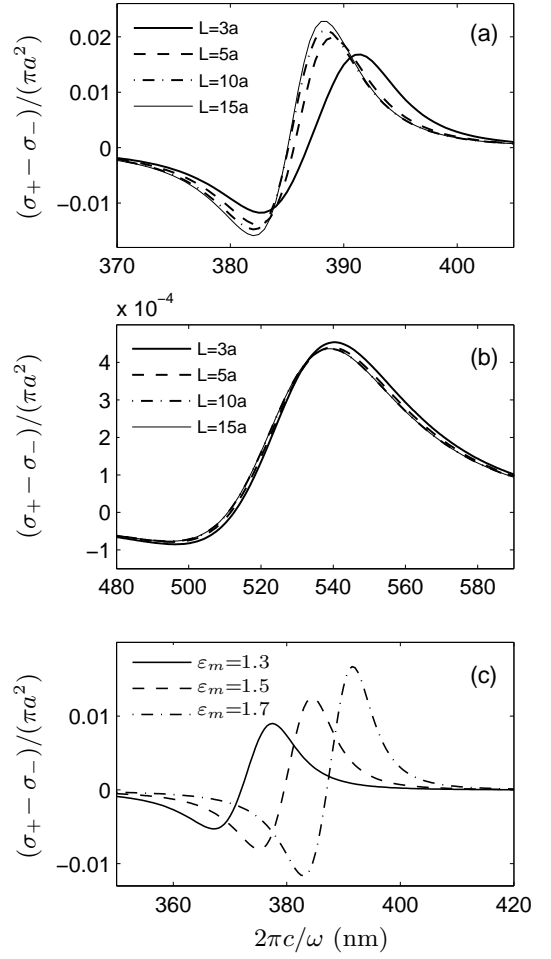 (a)
L=3a
L=5a
L=10a
L=15a
0.02
0.01
0
−0.01
(σ₊ − σ₋)/(πa²)
370 380 390 400
x 10⁻⁴
(b)
L=3a
L=5a
L=10a
L=15a
4
3
2
1
0
−1
(σ₊ − σ₋)/(πa²)
480 500 520 540 560 580
(c)
εₘ=1.3
εₘ=1.5
εₘ=1.7
0.01
0
−0.01
(σ₊ − σ₋)/(πa²)
360 380 400 420
2πc/ω (nm)